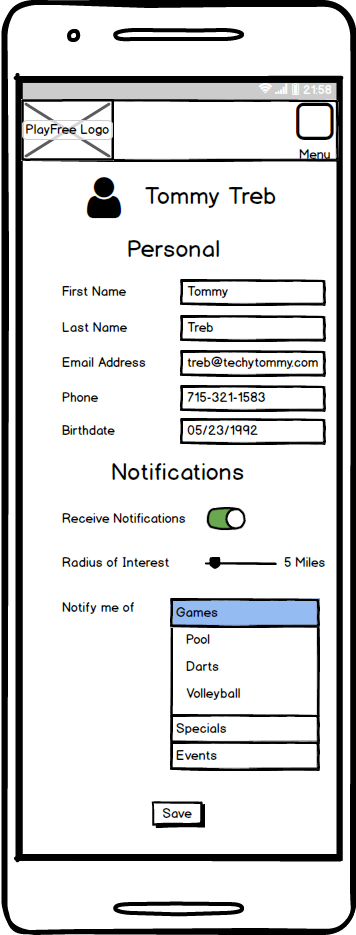 21:58
PlayFree Logo
Menu
Tommy Treb
Personal
First Name Tommy
Last Name Treb
Email Address treb@techytommy.com
Phone 715-321-1583
Birthdate 05/23/1992
Notifications
Receive Notifications
Radius of Interest 5 Miles
Notify me of Games
Pool
Darts
Volleyball
Specials
Events
Save